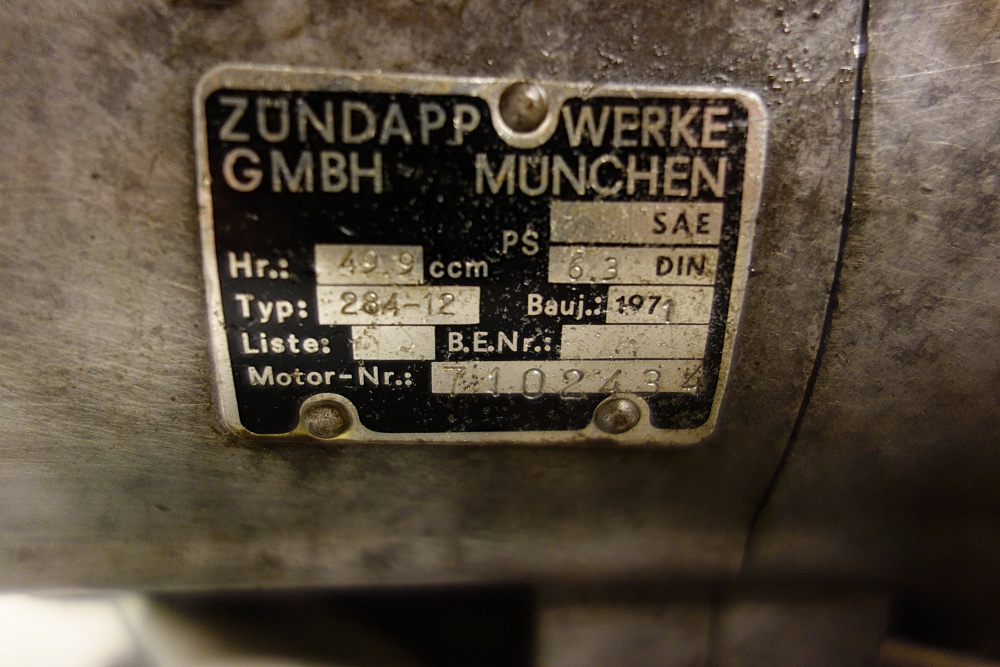 ZÜNDAPP WERKE
GMBH MÜNCHEN
PS SAE
Hr.: 49.9 ccm 6.3 DIN
Typ: 284-12 Bauj.: 1971
Liste: B.E.Nr.:
Motor-Nr.: 7102434